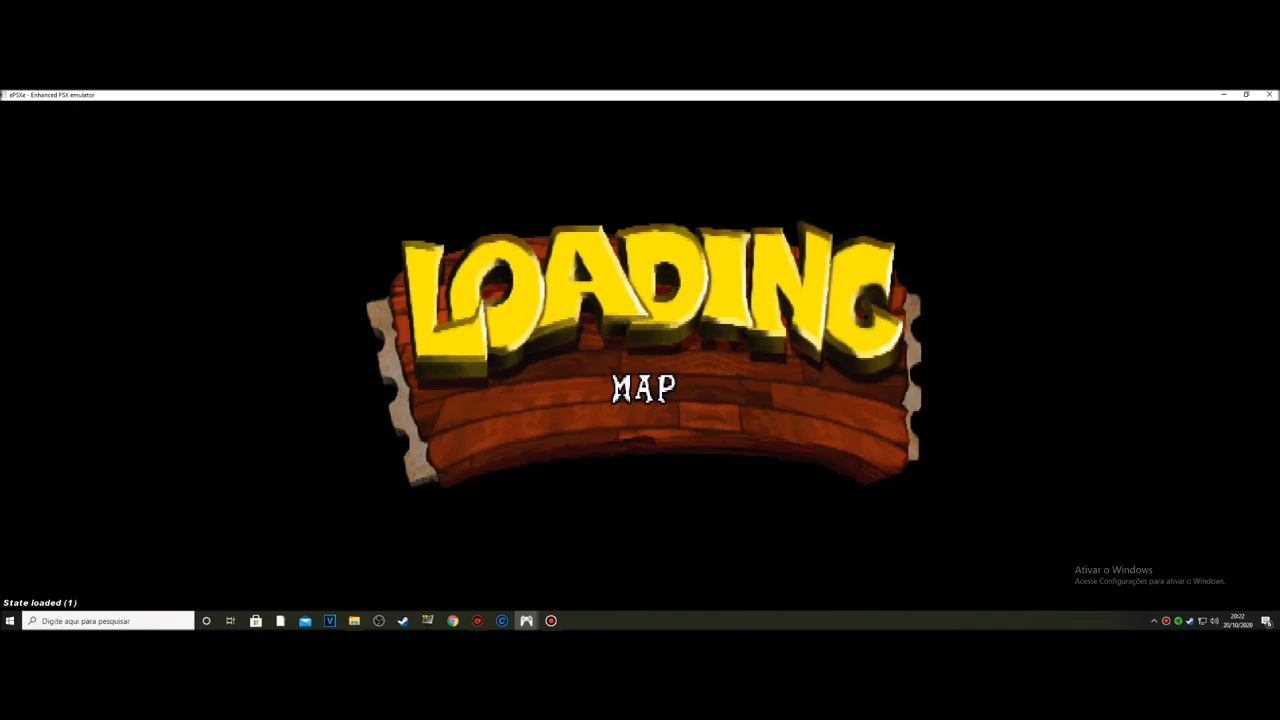 ePSXe - Enhanced PSX emulator
LOADING
MAP
Ativar o Windows
Acesse Configurações para ativar o Windows.
State loaded (1)
Digite aqui para pesquisar
20:22
20/10/2020